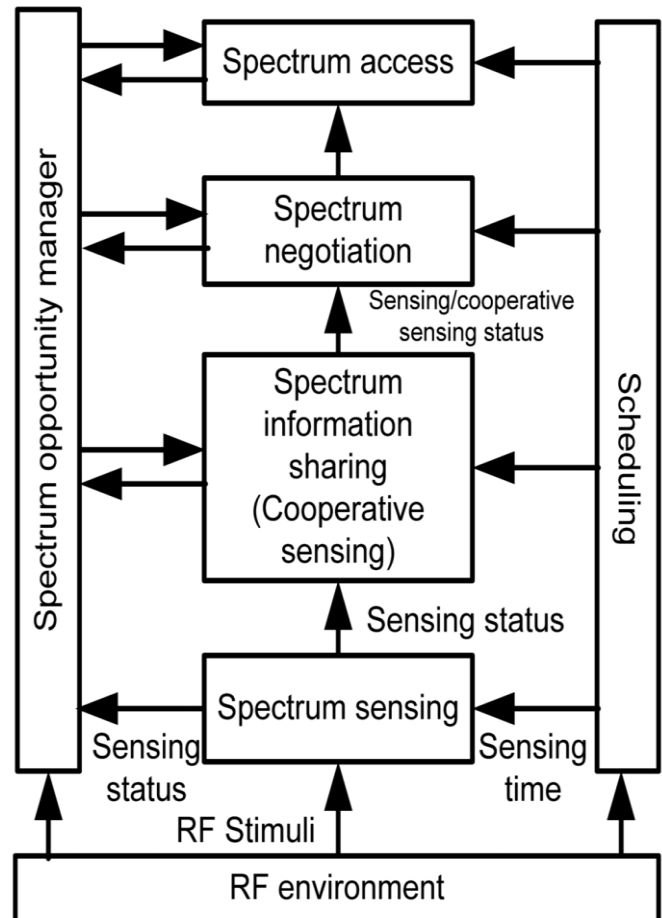 Spectrum access
Spectrum
negotiation
Sensing/cooperative
sensing status
Spectrum
information
sharing
(Cooperative
sensing)
Spectrum opportunity manager
Scheduling
Sensing status
Spectrum sensing
Sensing
status
Sensing
time
RF Stimuli
RF environment